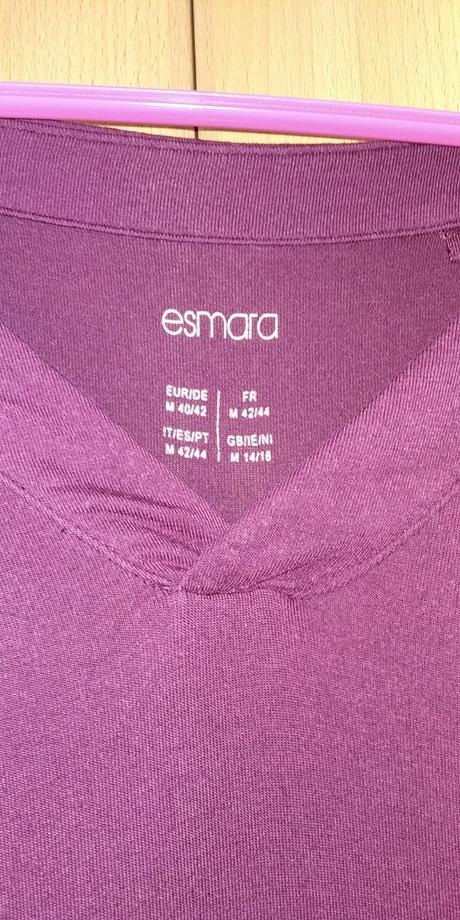 esmara
EUR/DE
M 40/42
FR
M 42/44
IT/ES/PT
M 42/44
GB/IE/NI
M 14/16